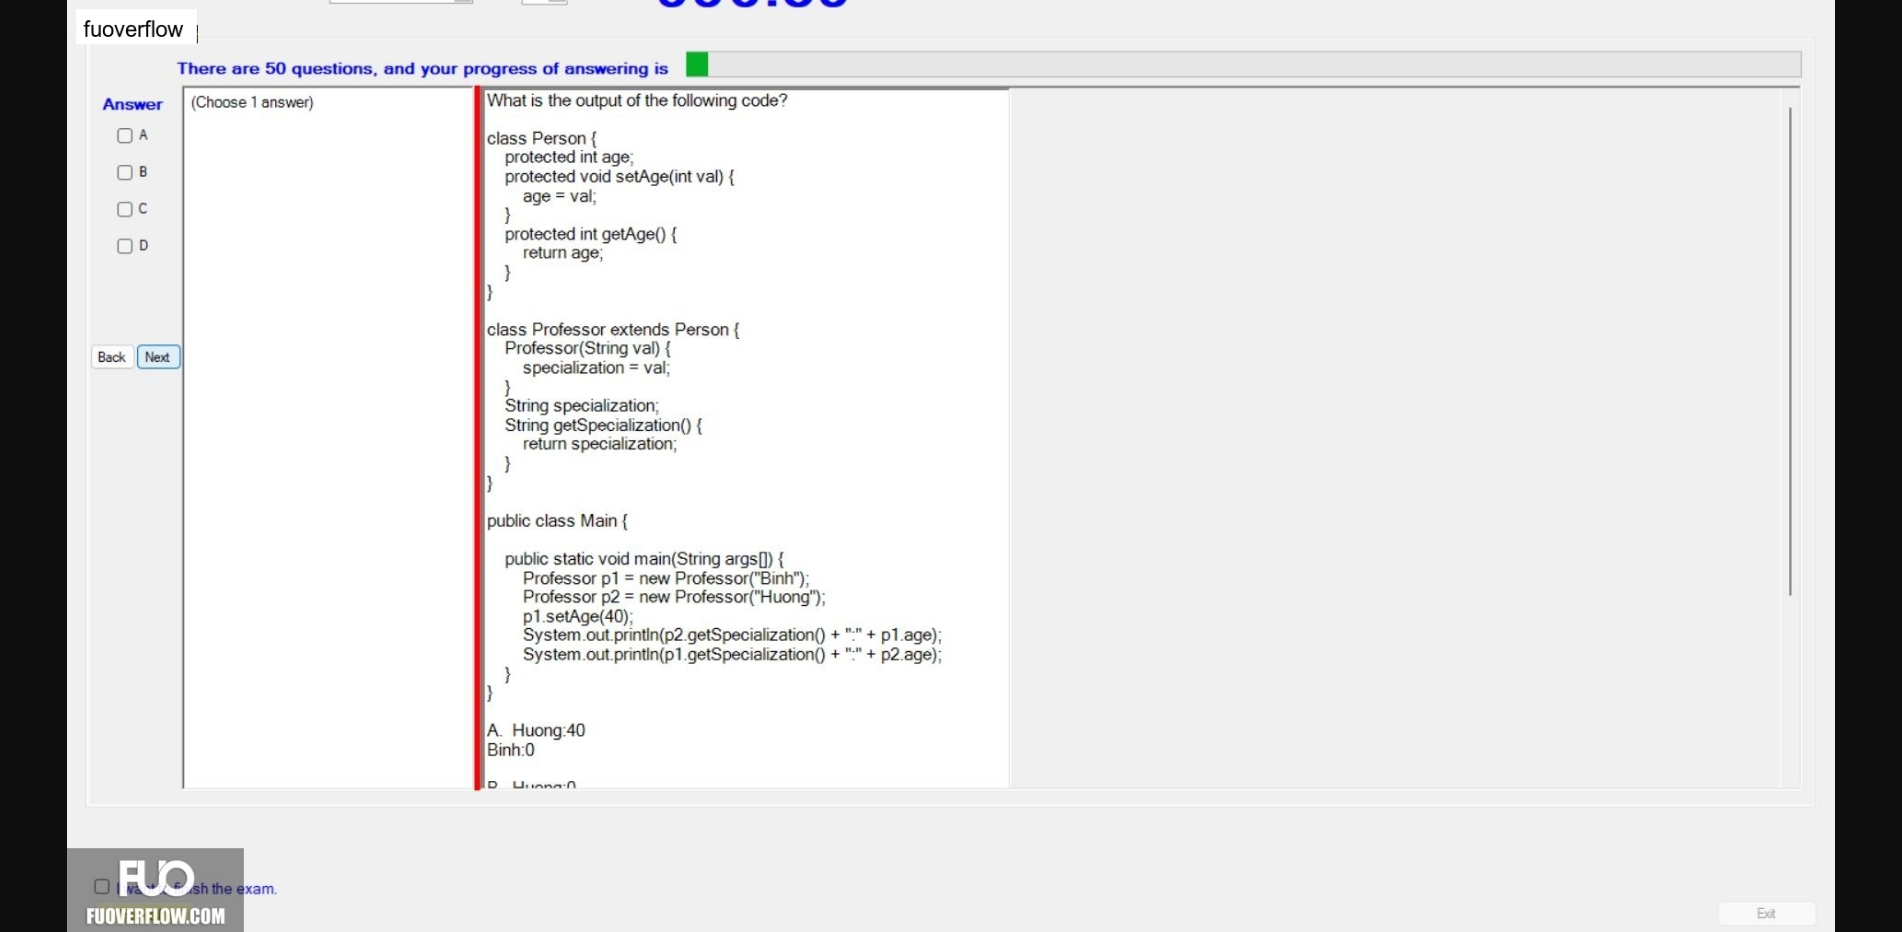 fuoverflow
There are 50 questions, and your progress of answering is
Answer
A
B
C
D
Back Next
(Choose 1 answer)
What is the output of the following code?
class Person {
protected int age;
protected void setAge(int val) {
age = val;
}
protected int getAge() {
return age;
}
}
class Professor extends Person {
Professor(String val) {
specialization = val;
}
String specialization;
String getSpecialization() {
return specialization;
}
}
public class Main {
public static void main(String args[]) {
Professor p1 = new Professor("Binh");
Professor p2 = new Professor("Huong");
p1.setAge(40);
System.out.println(p2.getSpecialization() + ":" + p1.age);
System.out.println(p1.getSpecialization() + ":" + p2.age);
}
}
A. Huong:40
Binh:0
B. Huong:0
FUO
I want finish the exam.
FUOVERFLOW.COM
Exit